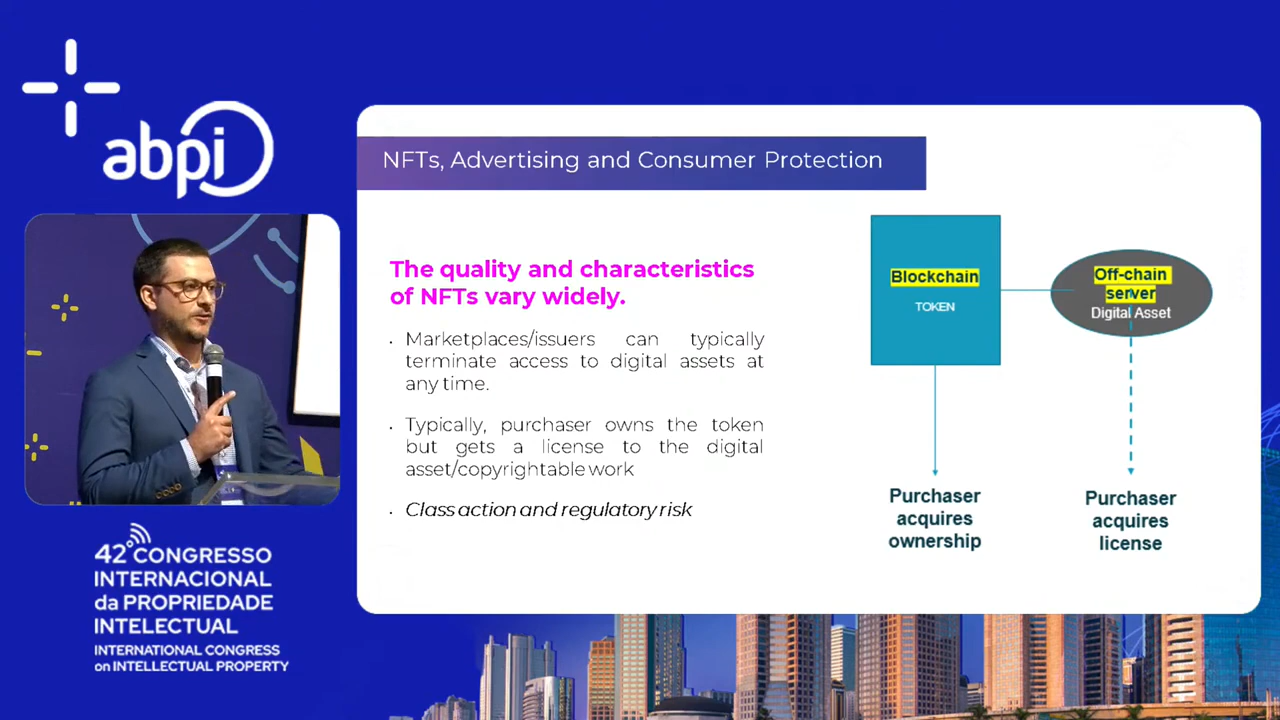 abpi
NFTs, Advertising and Consumer Protection
The quality and characteristics
of NFTs vary widely.
Marketplaces/issuers can typically
terminate access to digital assets at
any time.
Typically, purchaser owns the token
but gets a license to the digital
asset/copyrightable work
Class action and regulatory risk
Blockchain
TOKEN
Off-chain
server
Digital Asset
Purchaser
acquires
ownership
Purchaser
acquires
license
42º CONGRESSO
INTERNACIONAL
da PROPRIEDADE
INTELECTUAL
INTERNATIONAL CONGRESS
on INTELLECTUAL PROPERTY